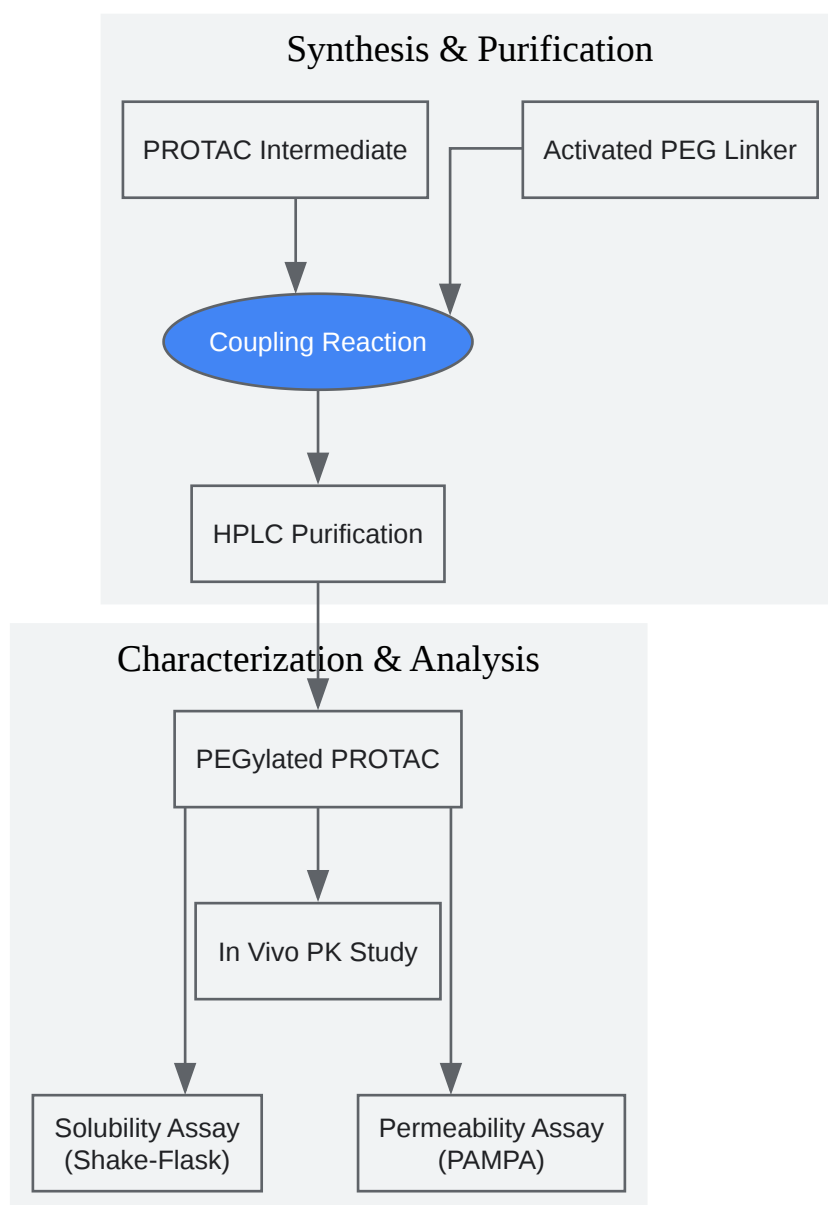 Synthesis & Purification
PROTAC Intermediate
Activated PEG Linker
Coupling Reaction
HPLC Purification
Characterization & Analysis
PEGylated PROTAC
In Vivo PK Study
Solubility Assay
(Shake-Flask)
Permeability Assay
(PAMPA)